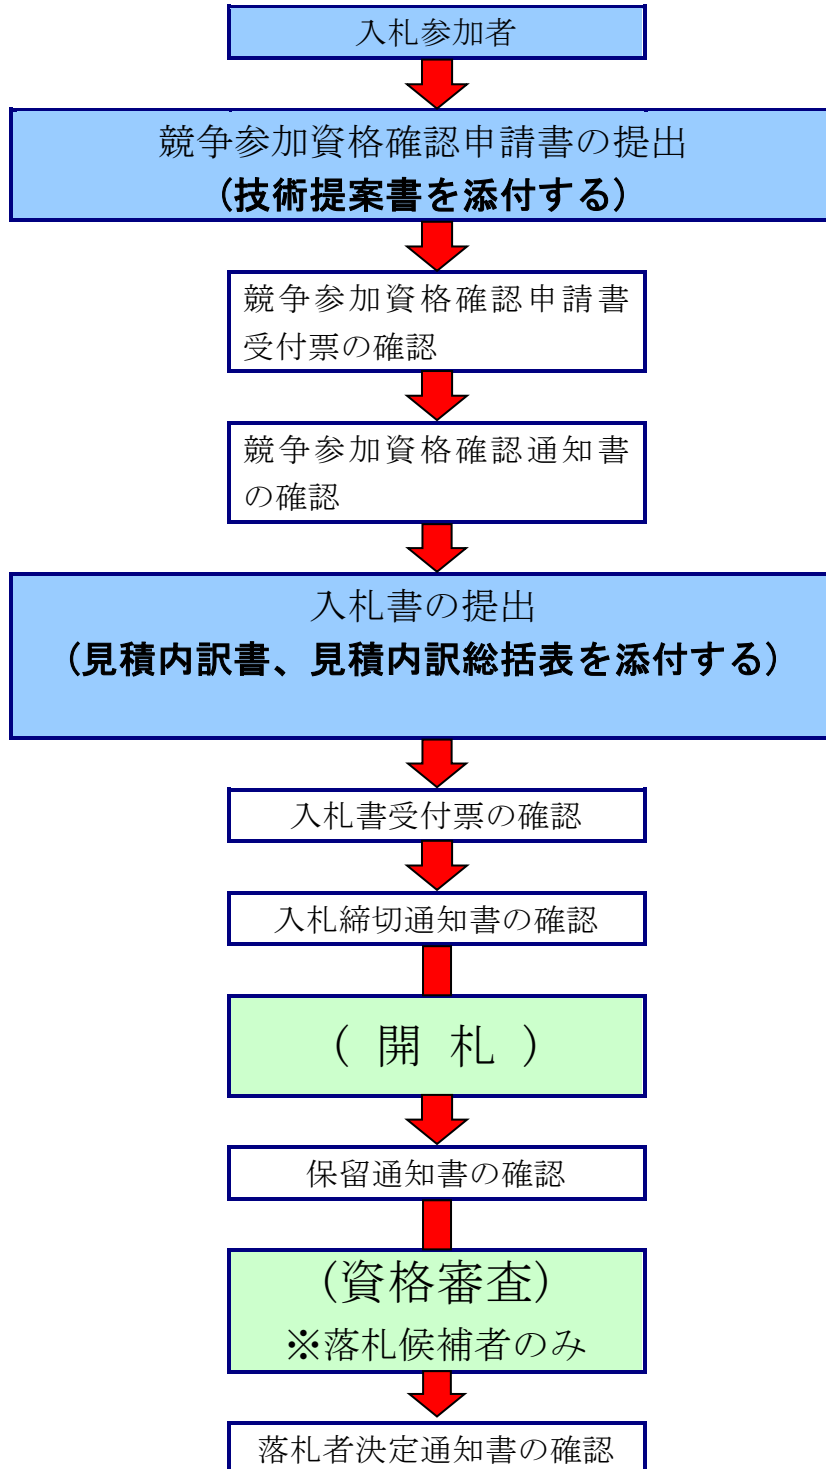 入札参加者
競争参加資格確認申請書の提出
(技術提案書を添付する)
競争参加資格確認申請書
受付票の確認
競争参加資格確認通知書
の確認
入札書の提出
(見積内訳書、見積内訳総括表を添付する)
入札書受付票の確認
入札締切通知書の確認
( 開 札 )
保留通知書の確認
(資格審査)
※落札候補者のみ
落札者決定通知書の確認